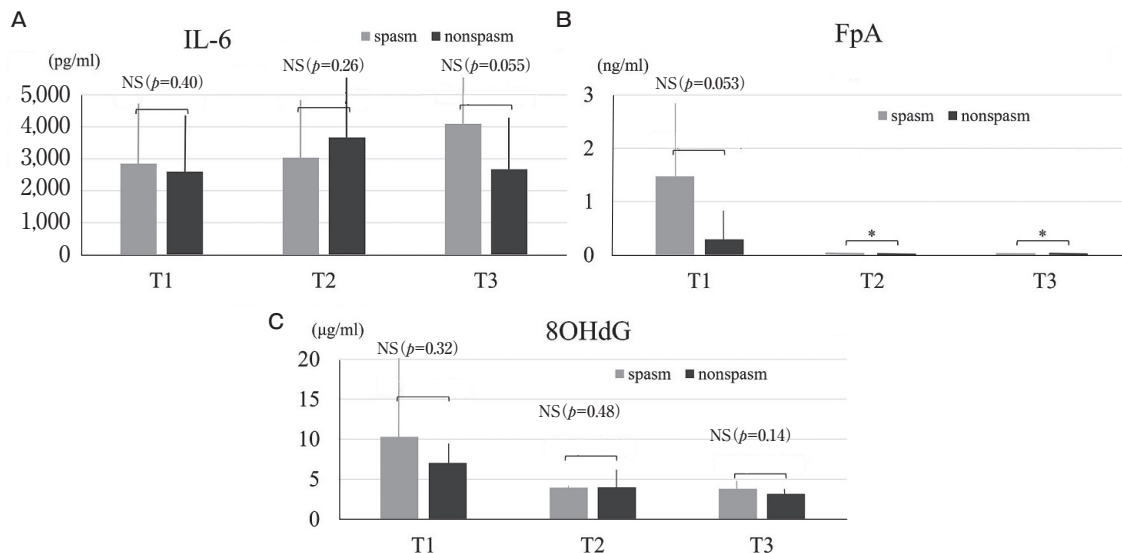 A
IL-6
(pg/ml)
spasm nonspasm
NS(p=0.40)
NS(p=0.26)
NS(p=0.055)
5,000
4,000
3,000
2,000
1,000
0
T1 T2 T3
B
FpA
(ng/ml)
NS(p=0.053)
spasm nonspasm
3
2
1
0
*
*
T1 T2 T3
C
8OHdG
(μg/ml)
NS(p=0.32)
spasm nonspasm
NS(p=0.48)
NS(p=0.14)
20
15
10
5
0
T1 T2 T3